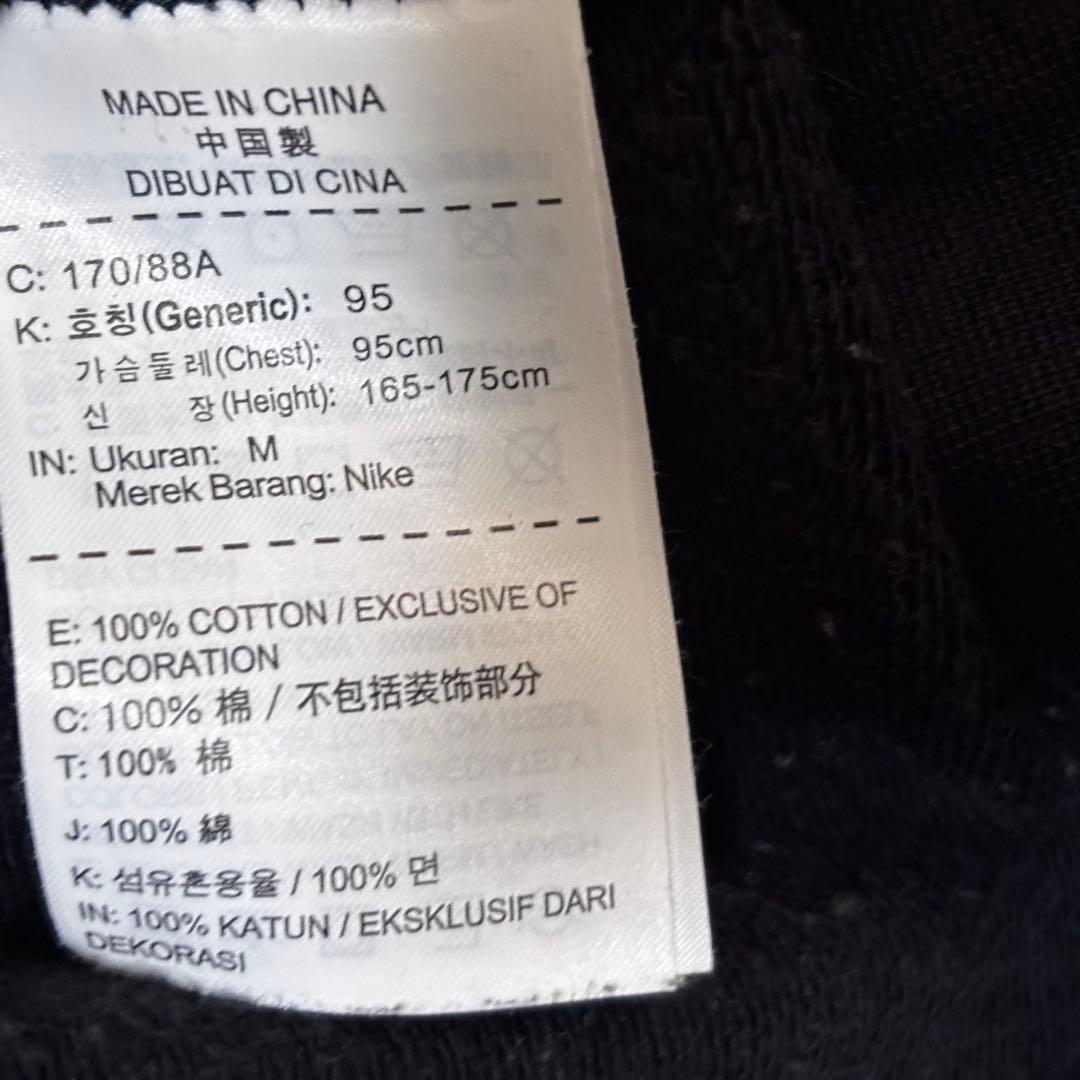 MADE IN CHINA
中国製
DIBUAT DI CINA
C: 170/88A
K: 호칭(Generic): 95
가슴둘레(Chest): 95cm
신 장(Height): 165-175cm
IN: Ukuran: M
Merek Barang: Nike
E: 100% COTTON / EXCLUSIVE OF
DECORATION
C: 100% 棉 / 不包括装饰部分
T: 100% 棉
J: 100% 綿
K: 섬유혼용율 / 100% 면
IN: 100% KATUN / EKSKLUSIF DARI
DEKORASI